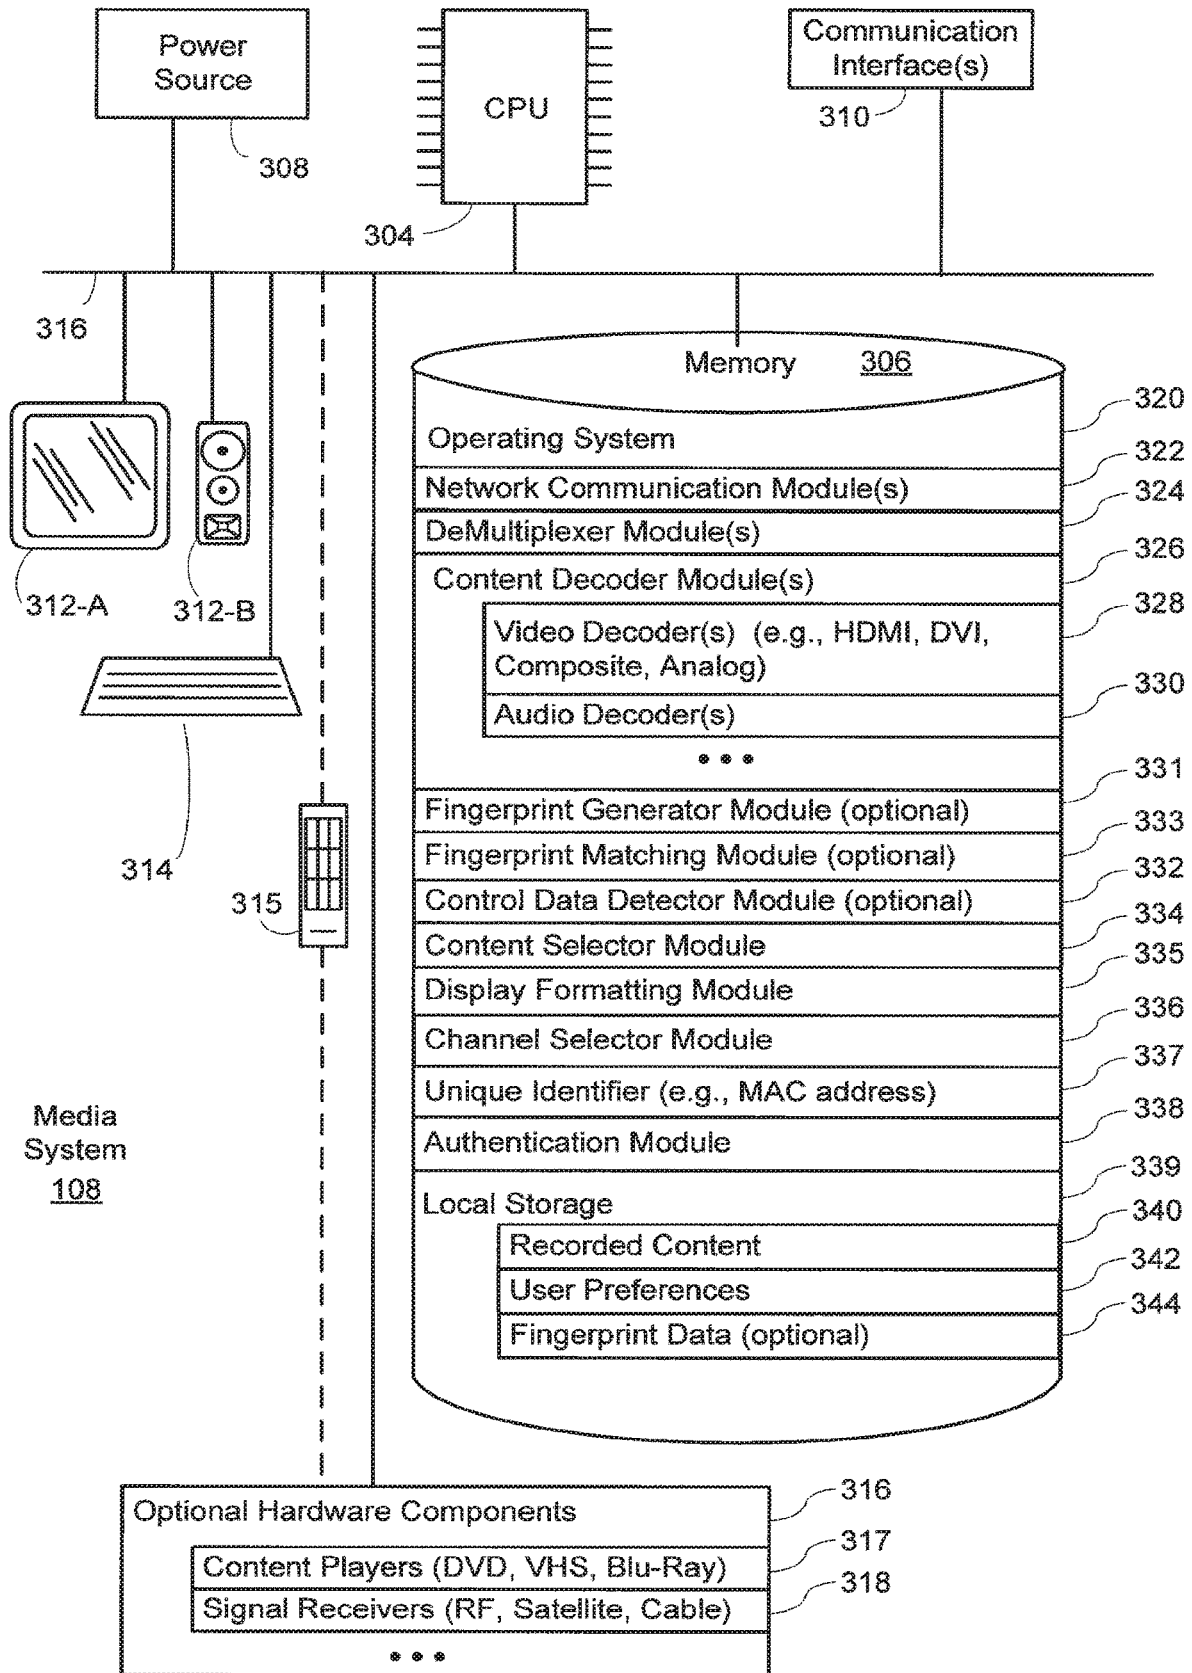 Power
Source
308
CPU
304
Communication
Interface(s)
310
316
312-A
312-B
314
315
Media
System
108
Memory 306
Operating System
320
Network Communication Module(s)
322
DeMultiplexer Module(s)
324
Content Decoder Module(s)
326
Video Decoder(s) (e.g., HDMI, DVI,
Composite, Analog)
328
Audio Decoder(s)
330
•••
Fingerprint Generator Module (optional)
331
Fingerprint Matching Module (optional)
333
Control Data Detector Module (optional)
332
Content Selector Module
334
Display Formatting Module
335
Channel Selector Module
336
Unique Identifier (e.g., MAC address)
337
Authentication Module
338
Local Storage
339
Recorded Content
340
User Preferences
342
Fingerprint Data (optional)
344
Optional Hardware Components
316
Content Players (DVD, VHS, Blu-Ray)
317
Signal Receivers (RF, Satellite, Cable)
318
•••